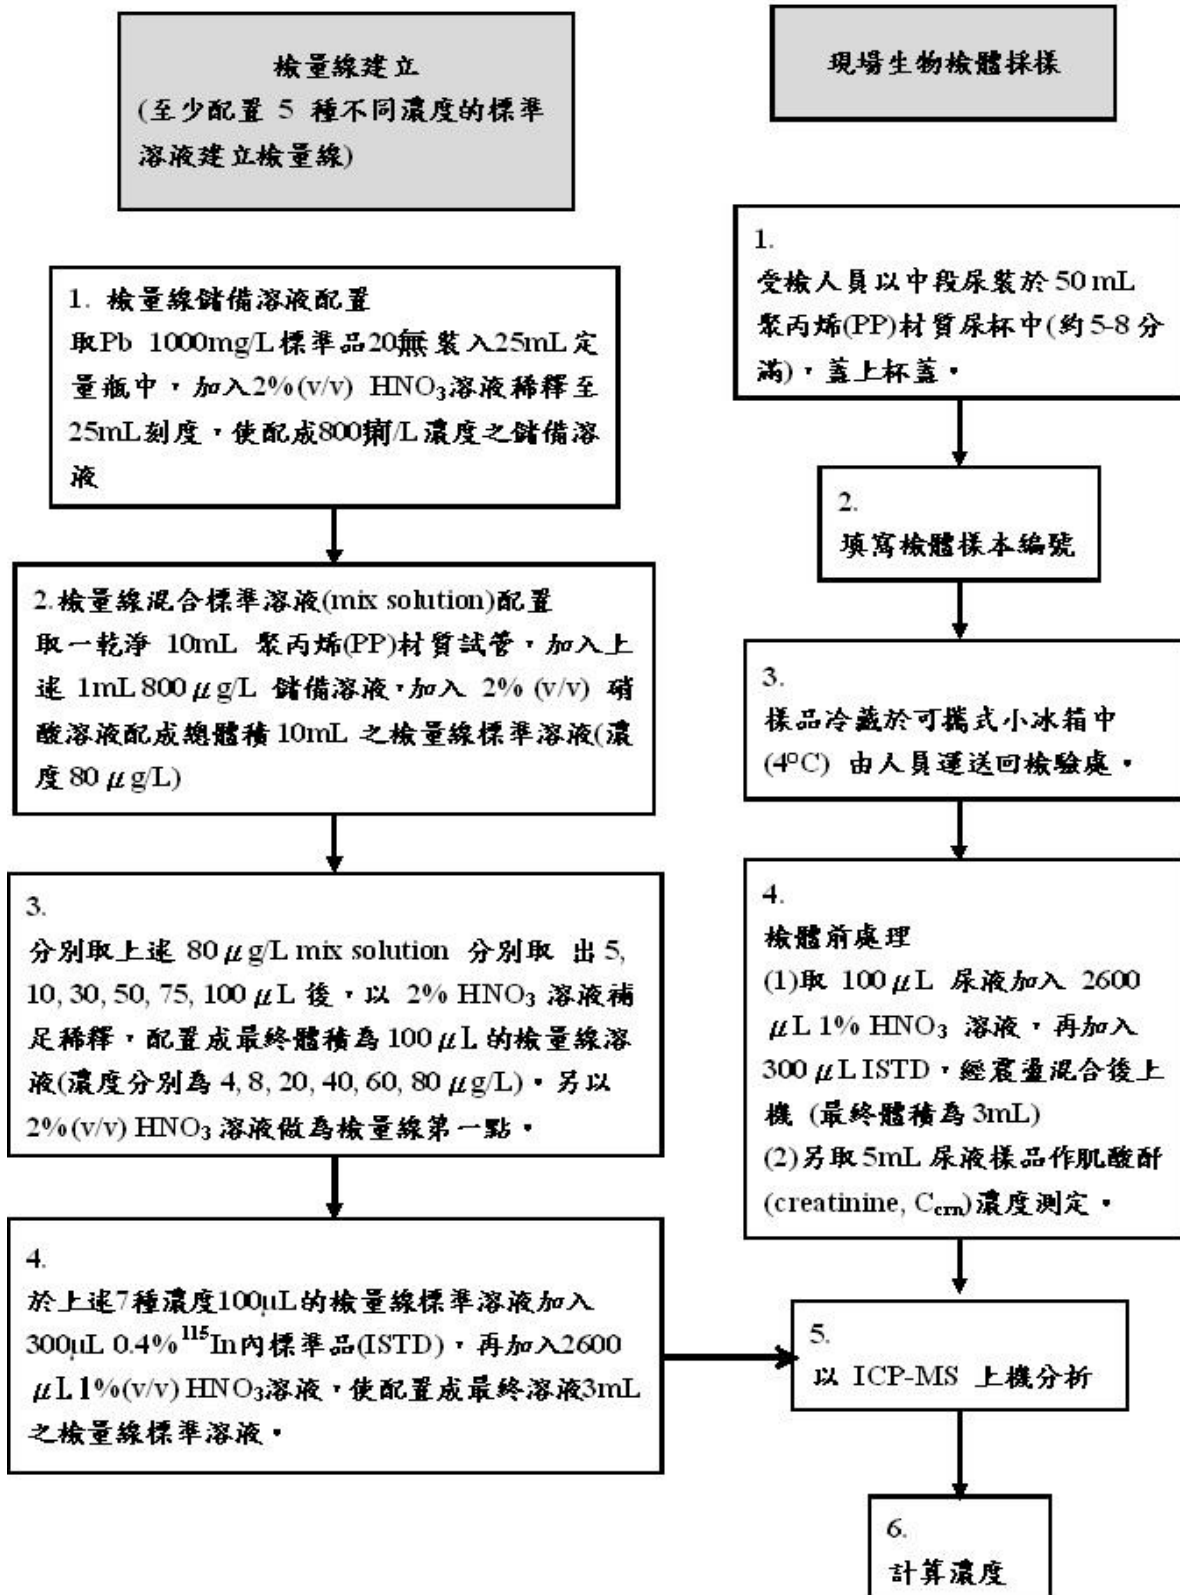 檢量線建立
(至少配置 5 種不同濃度的標準
溶液建立檢量線)
1. 檢量線儲備溶液配置
取Pb 1000mg/L標準品20無 裝入25mL定
量瓶中，加入2%(v/v) HNO₃溶液稀釋至
25mL刻度，使配成800㎍/L濃度之儲備溶
液
2.檢量線混合標準溶液(mix solution)配置
取一乾淨 10mL 聚丙烯(PP)材質試管，加入上
述 1mL 800 μg/L 儲備溶液，加入 2% (v/v) 硝
酸溶液配成總體積 10mL 之檢量線標準溶液(濃
度 80 μg/L)
3.
分別取上述 80 μg/L mix solution 分別取 出 5,
10, 30, 50, 75, 100 μL 後，以 2% HNO₃ 溶液補
足稀釋，配置成最終體積為 100 μL 的檢量線溶
液(濃度分別為 4, 8, 20, 40, 60, 80 μg/L)。另以
2%(v/v) HNO₃ 溶液做為檢量線第一點。
4.
於上述7種濃度100μL的檢量線標準溶液加入
300μL 0.4% ¹¹⁵In內標準品(ISTD)，再加入2600
μL 1%(v/v) HNO₃溶液，使配置成最終溶液3mL
之檢量線標準溶液。
現場生物檢體採樣
1.
受檢人員以中段尿裝於 50 mL
聚丙烯(PP)材質尿杯中(約 5-8 分
滿)，蓋上杯蓋。
2.
填寫檢體樣本編號
3.
樣品冷藏於可攜式小冰箱中
(4°C) 由人員運送回檢驗處。
4.
檢體前處理
(1)取 100 μL 尿液加入 2600
μL 1% HNO₃ 溶液，再加入
300 μL ISTD，經震盪混合後上
機 (最終體積為 3mL)
(2)另取 5mL 尿液樣品作肌酸酐
(creatinine, Ccrn)濃度測定。
5.
以 ICP-MS 上機分析
6.
計算濃度